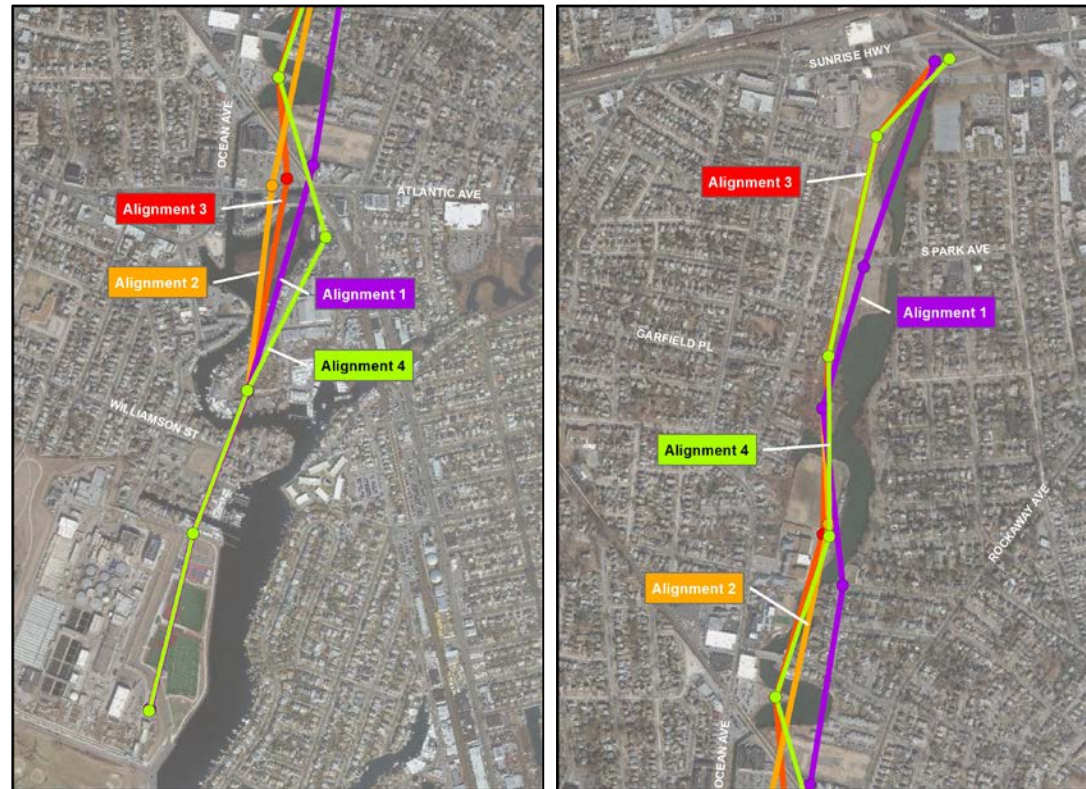 OCEAN AVE
ATLANTIC AVE
Alignment 3
Alignment 2
Alignment 1
Alignment 4
WILLIAMSON ST
SUNRISE HWY
Alignment 3
S PARK AVE
Alignment 1
GARFIELD PL
Alignment 4
ROCKAWAY AVE
Alignment 2
OCEAN AVE